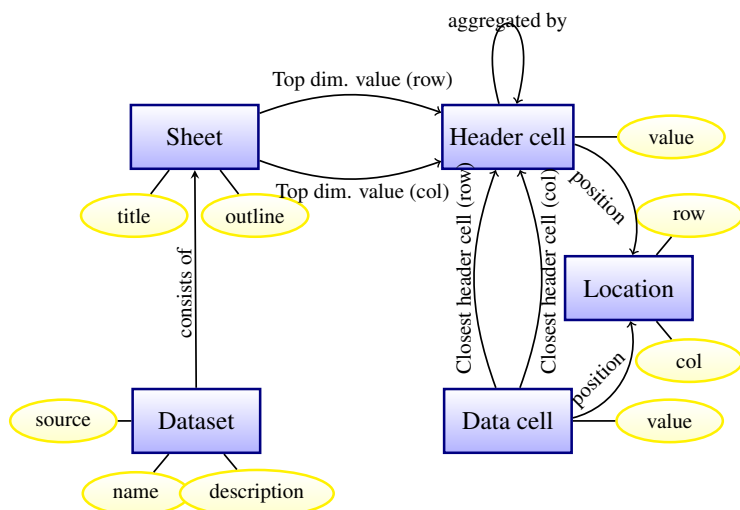 aggregated by
Top dim. value (row)
Sheet
Header cell
value
Top dim. value (col)
title
outline
position
row
Closest header cell (row)
Closest header cell (col)
consists of
Location
position
col
source
Dataset
Data cell
value
name
description